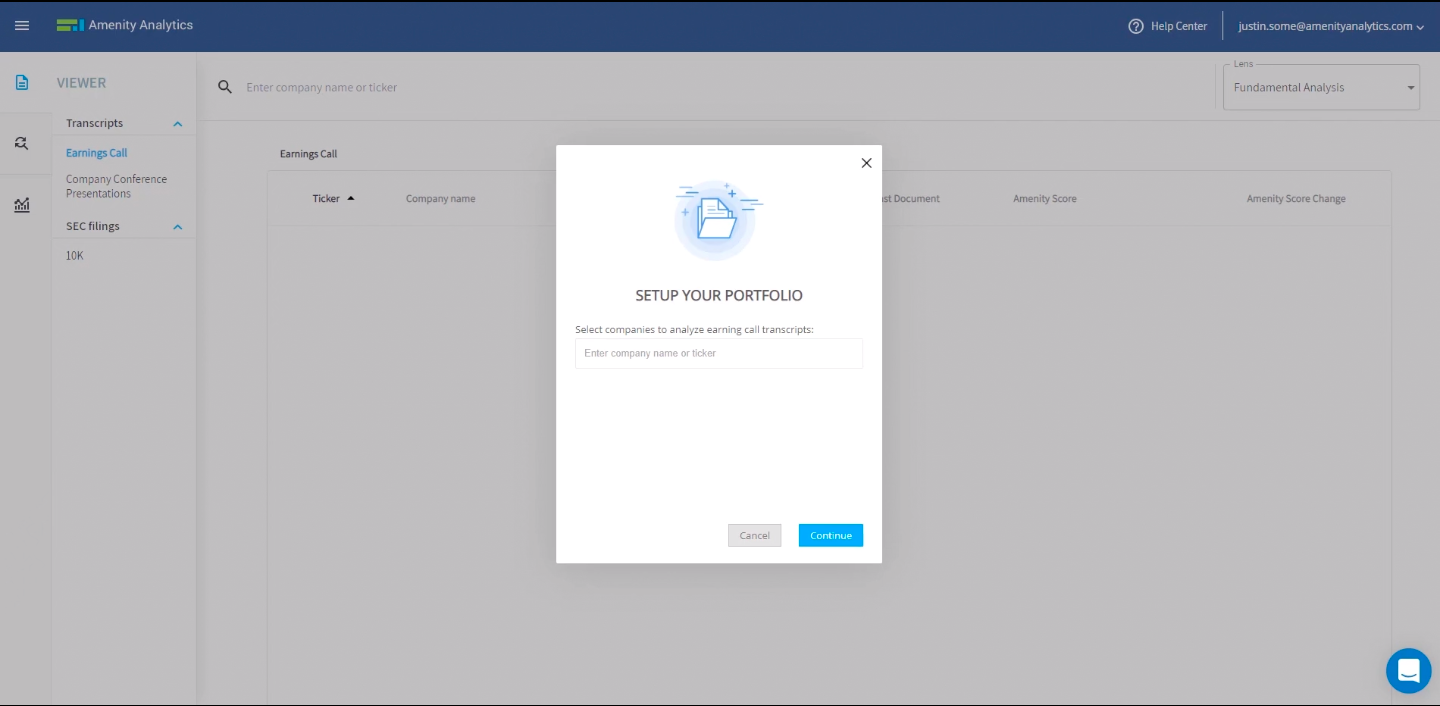 Amenity Analytics
Help Center
justin.some@amenityanalytics.com
VIEWER
Enter company name or ticker
Lens
Fundamental Analysis
Transcripts
Earnings Call
Company Conference
Presentations
SEC filings
10K
Earnings Call
Ticker
Company name
st Document
Amenity Score
Amenity Score Change
SETUP YOUR PORTFOLIO
Select companies to analyze earning call transcripts:
Enter company name or ticker
Cancel
Continue